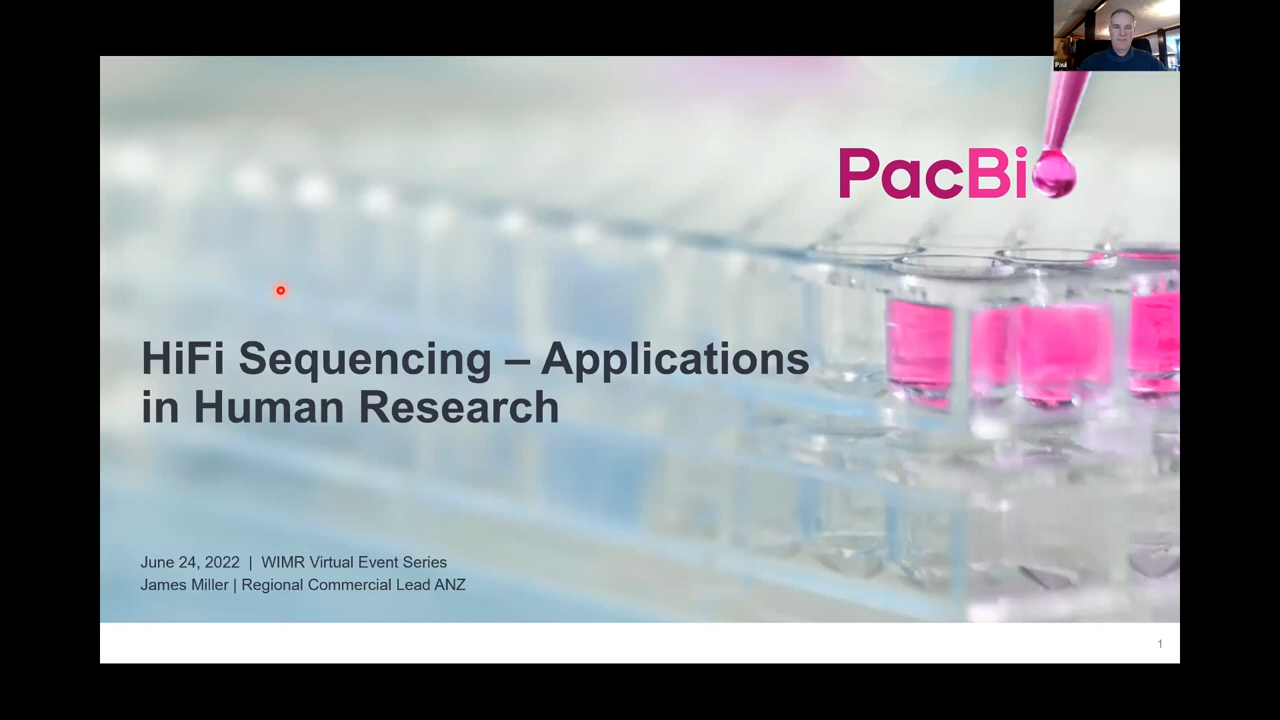 Paul
PacBio
HiFi Sequencing – Applications
in Human Research
June 24, 2022 | WIMR Virtual Event Series
James Miller | Regional Commercial Lead ANZ
1